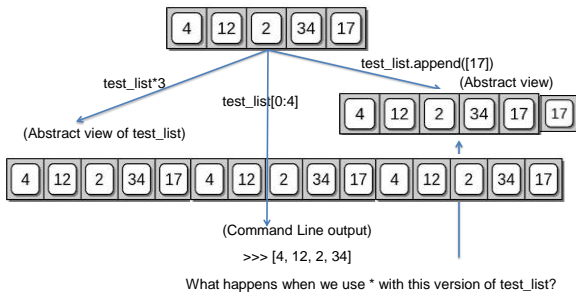 4 12 2 34 17
test_list*3
test_list[0:4]
test_list.append([17])
(Abstract view)
4 12 2 34 17 17
(Abstract view of test_list)
4 12 2 34 17 4 12 2 34 17 4 12 2 34 17
(Command Line output)
>>> [4, 12, 2, 34]
What happens when we use * with this version of test_list?